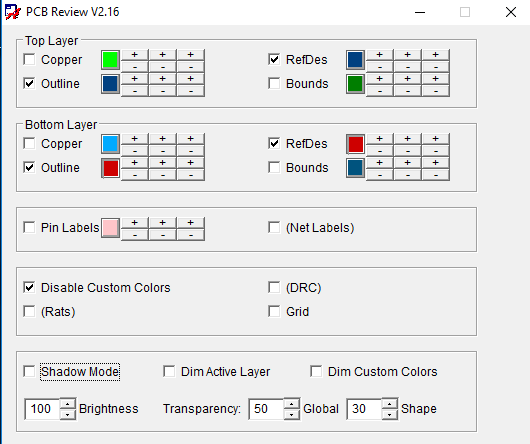 PCB Review V2.16
Top Layer
Copper + + + RefDes + + +
- - - - - -
Outline + + + Bounds + + +
- - - - - -
Bottom Layer
Copper + + + RefDes + + +
- - - - - -
Outline + + + Bounds + + +
- - - - - -
Pin Labels + + + (Net Labels)
- - -
Disable Custom Colors (DRC)
(Rats) Grid
Shadow Mode Dim Active Layer Dim Custom Colors
100 Brightness Transparency: 50 Global 30 Shape